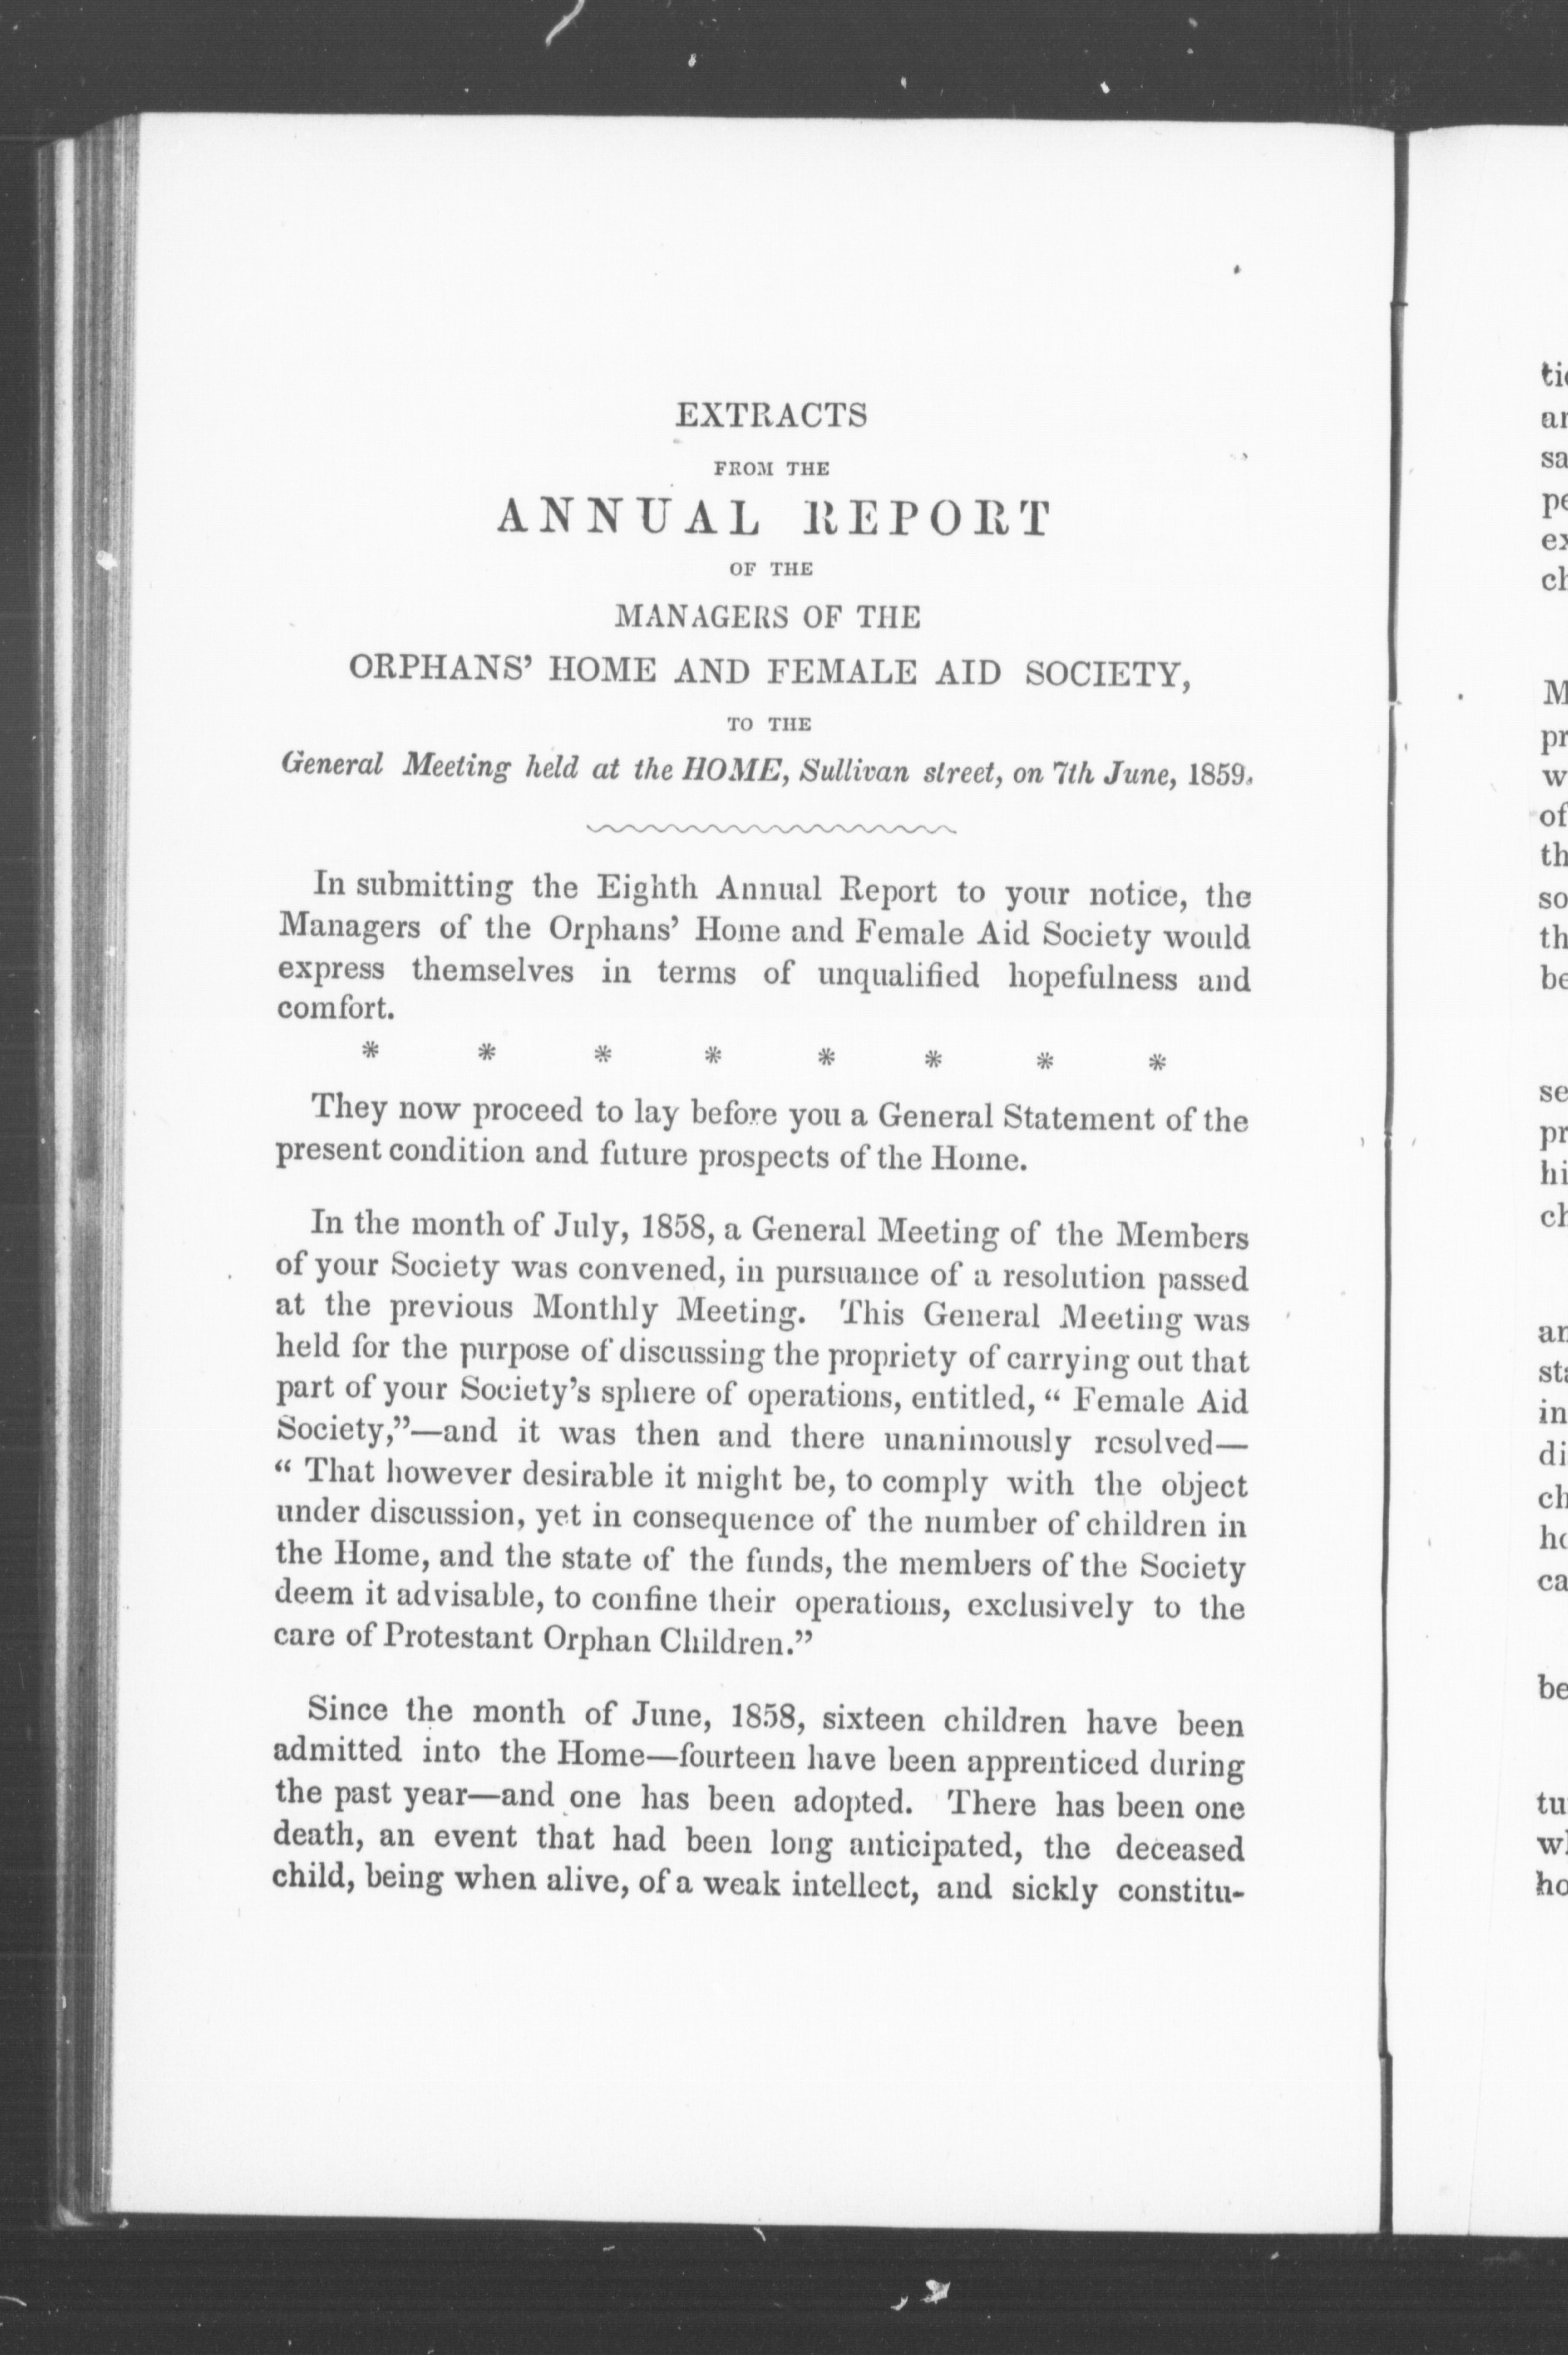 EXTRACTS
FROM THE
ANNUAL REPORT
OF THE
MANAGERS OF THE
ORPHANS' HOME AND FEMALE AID SOCIETY,
TO THE
General Meeting held at the HOME, Sullivan street, on 7th June, 1859.
In submitting the Eighth Annual Report to your notice, the
Managers of the Orphans' Home and Female Aid Society would
express themselves in terms of unqualified hopefulness and
comfort.
* * * * * * * *
They now proceed to lay before you a General Statement of the
present condition and future prospects of the Home.
In the month of July, 1858, a General Meeting of the Members
of your Society was convened, in pursuance of a resolution passed
at the previous Monthly Meeting. This General Meeting was
held for the purpose of discussing the propriety of carrying out that
part of your Society's sphere of operations, entitled, " Female Aid
Society,"—and it was then and there unanimously resolved—
" That however desirable it might be, to comply with the object
under discussion, yet in consequence of the number of children in
the Home, and the state of the funds, the members of the Society
deem it advisable, to confine their operations, exclusively to the
care of Protestant Orphan Children."
Since the month of June, 1858, sixteen children have been
admitted into the Home—fourteen have been apprenticed during
the past year—and one has been adopted. There has been one
death, an event that had been long anticipated, the deceased
child, being when alive, of a weak intellect, and sickly constitu-